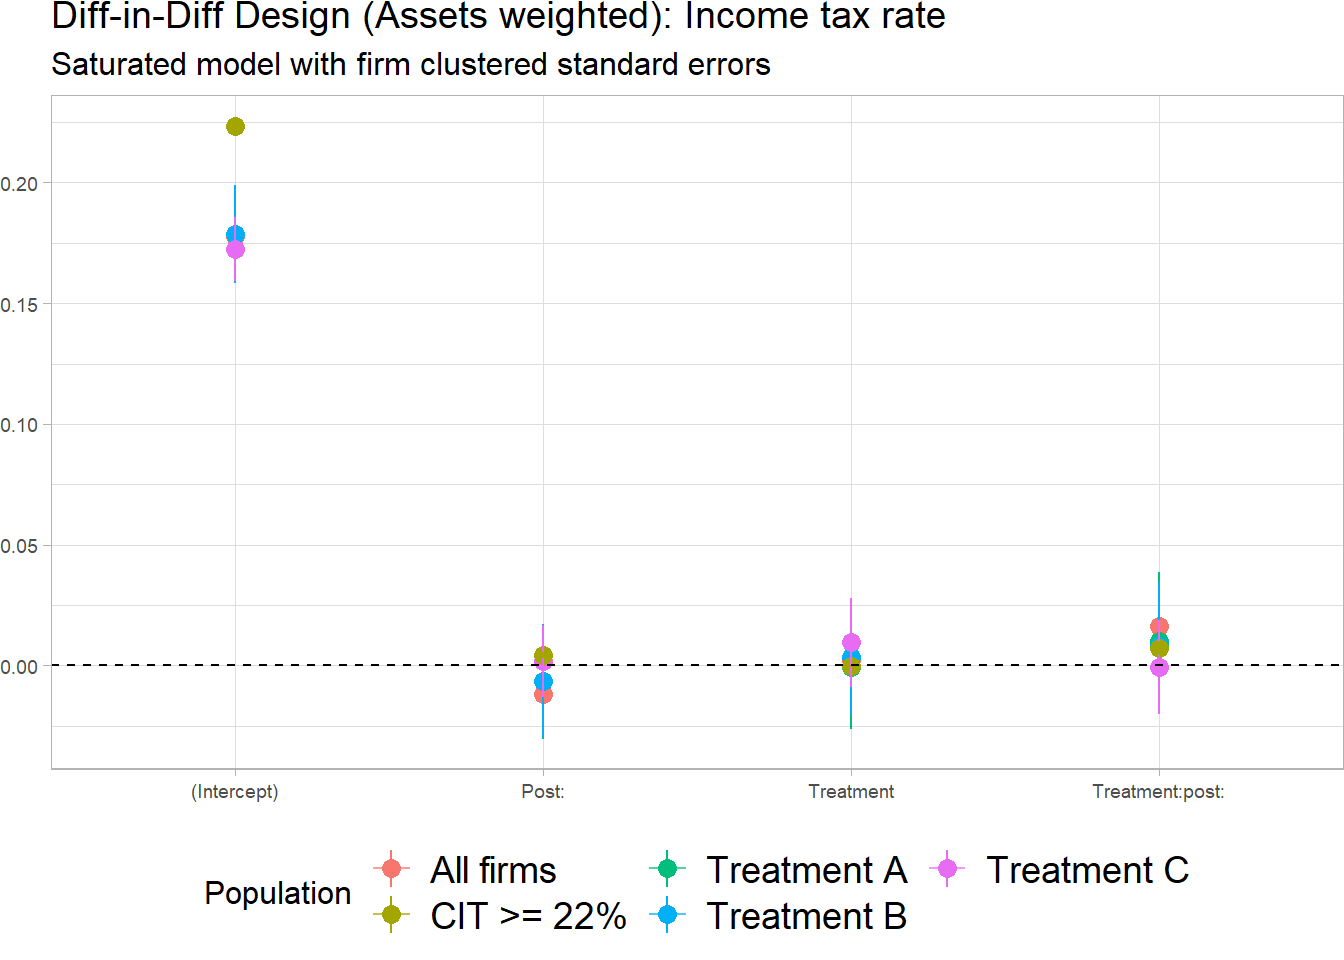 Diff-in-Diff Design (Assets weighted): Income tax rate
Saturated model with firm clustered standard errors
0.20
0.15
0.10
0.05
0.00
(Intercept) Post: Treatment Treatment:post:
Population
All firms Treatment A Treatment C
CIT >= 22% Treatment B